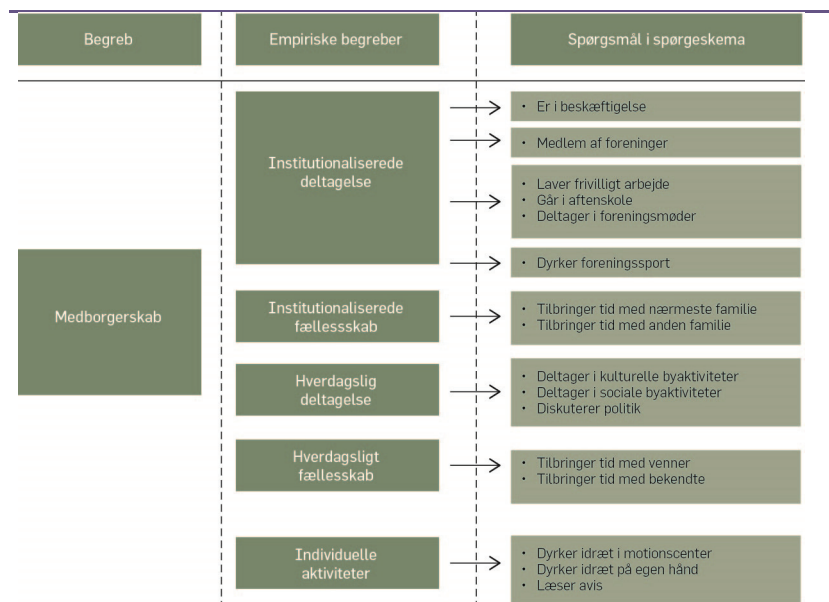 Begreb
Empiriske begreber
Spørgsmål i spørgeskema
Medborgerskab
Institutionaliserede
deltagelse
• Er i beskæftigelse
• Medlem af foreninger
• Laver frivilligt arbejde
• Går i aftenskole
• Deltager i foreningsmøder
• Dyrker foreningssport
Institutionaliserede
fællessskab
• Tilbringer tid med nærmeste familie
• Tilbringer tid med anden familie
Hverdagslig
deltagelse
• Deltager i kulturelle byaktiviteter
• Deltager i sociale byaktiviteter
• Diskuterer politik
Hverdagsligt
fællesskab
• Tilbringer tid med venner
• Tilbringer tid med bekendte
Individuelle
aktiviteter
• Dyrker idræt i motionscenter
• Dyrker idræt på egen hånd
• Læser avis